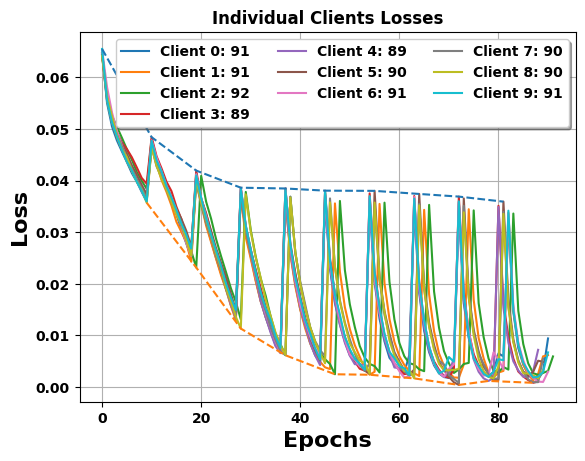 Individual Clients Losses
Client 0: 91 Client 4: 89 Client 7: 90
Client 1: 91 Client 5: 90 Client 8: 90
Client 2: 92 Client 6: 91 Client 9: 91
Client 3: 89
Loss
0.06
0.05
0.04
0.03
0.02
0.01
0.00
0 20 40 60 80
Epochs